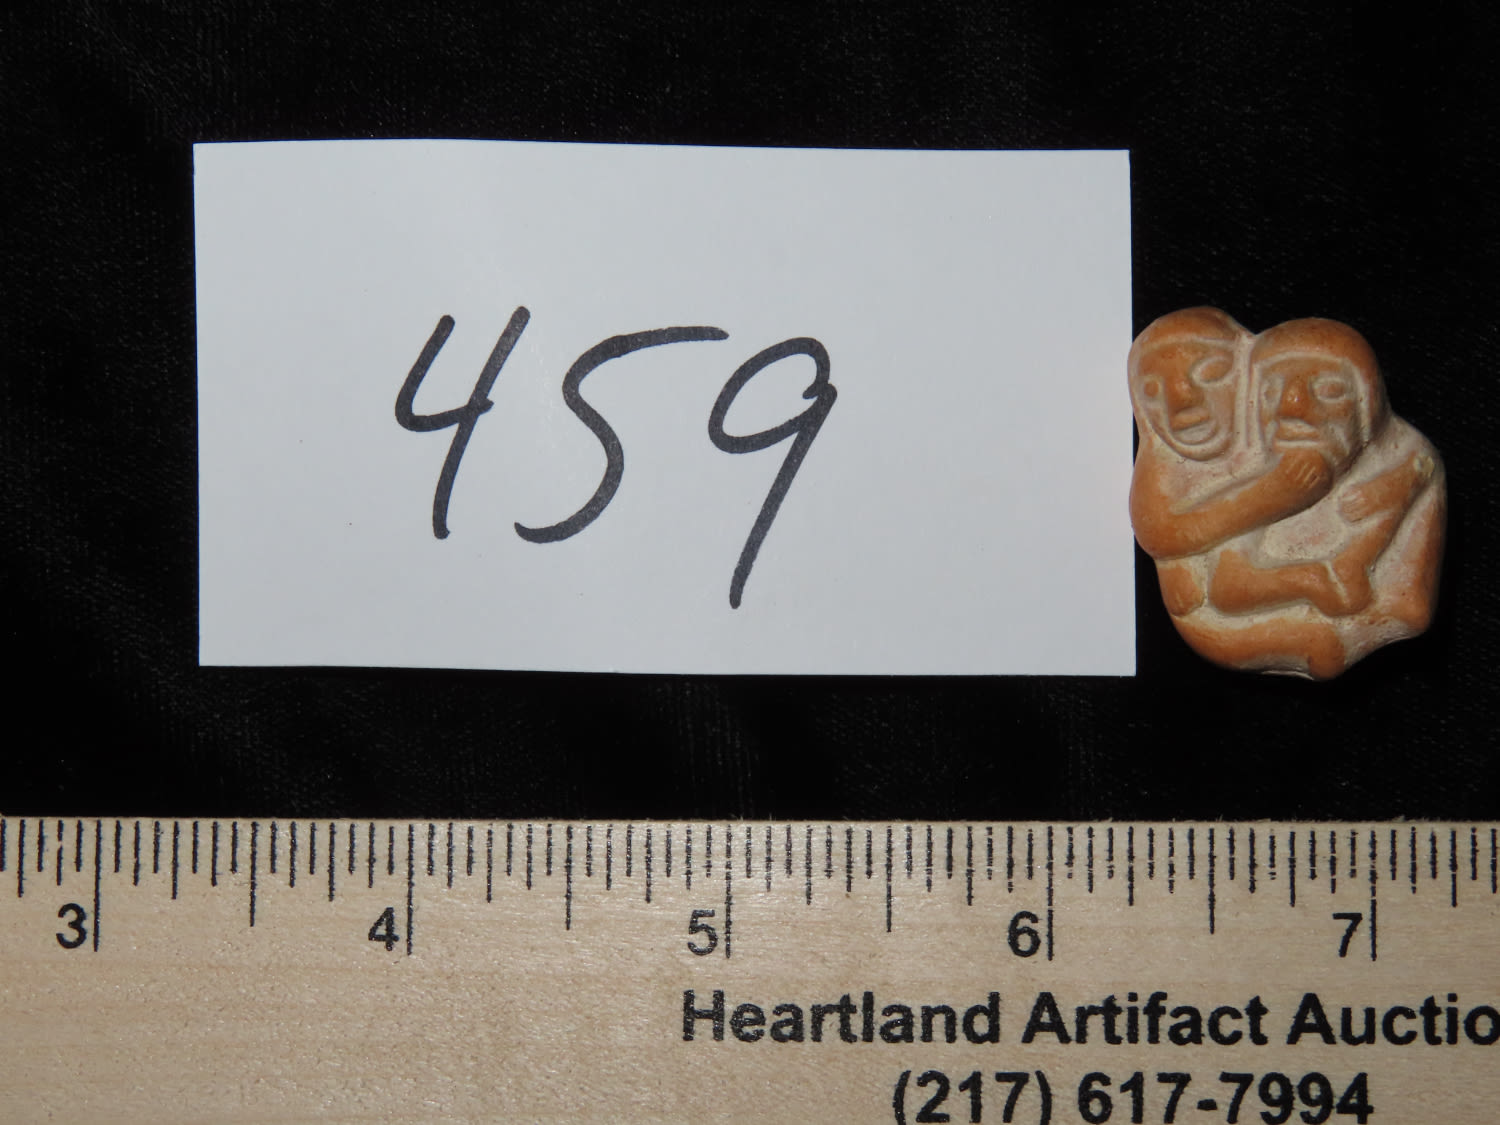 459
3 4 5 6 7
Heartland Artifact Auctio
(217) 617-7994